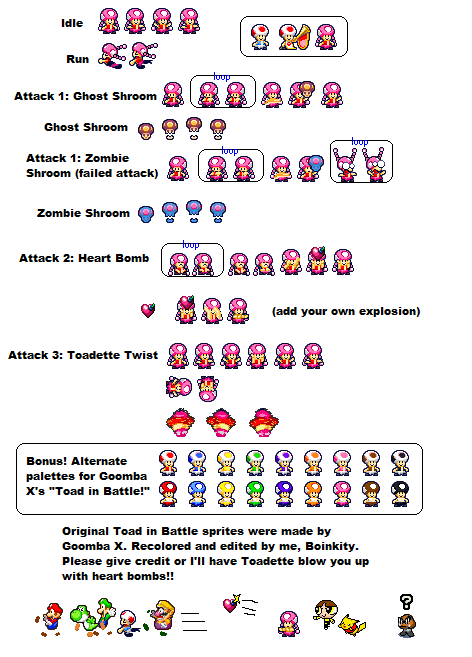 Idle
Run
loop
Attack 1: Ghost Shroom
Ghost Shroom
loop
loop
Attack 1: Zombie
Shroom (failed attack)
Zombie Shroom
loop
Attack 2: Heart Bomb
(add your own explosion)
Attack 3: Toadette Twist
Bonus! Alternate
palettes for Goomba
X's "Toad in Battle!"
Original Toad in Battle sprites were made by
Goomba X. Recolored and edited by me, Boinkity.
Please give credit or I'll have Toadette blow you up
with heart bombs!!
?